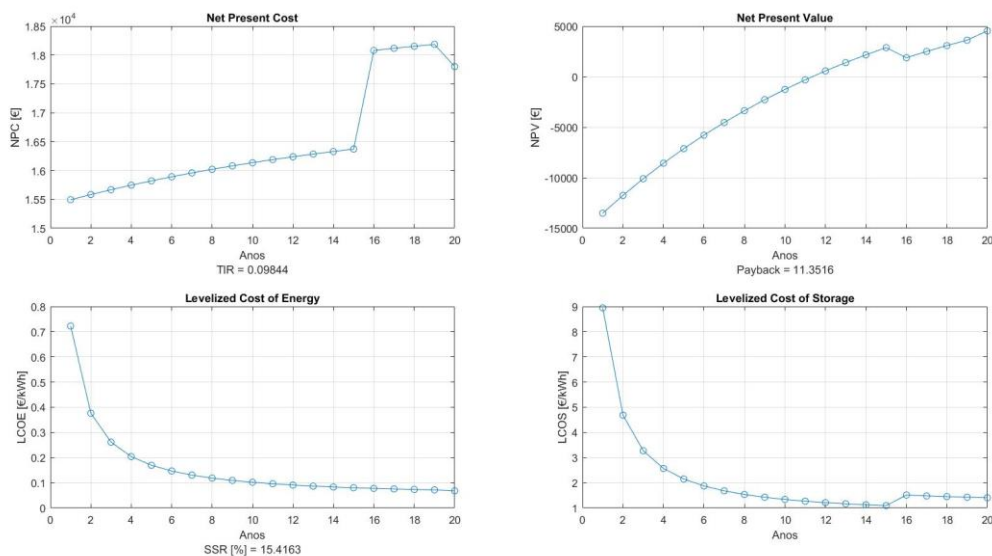 Net Present Cost
×10⁴
1.85
1.8
1.75
1.7
1.65
1.6
1.55
1.5
NPC [€]
0 2 4 6 8 10 12 14 16 18 20
Anos
TIR = 0.09844
Net Present Value
5000
0
-5000
-10000
-15000
NPV [€]
0 2 4 6 8 10 12 14 16 18 20
Anos
Payback = 11.3516
Levelized Cost of Energy
0.8
0.7
0.6
0.5
0.4
0.3
0.2
0.1
0
LCOE [€/kWh]
0 2 4 6 8 10 12 14 16 18 20
Anos
SSR [%] = 15.4163
Levelized Cost of Storage
9
8
7
6
5
4
3
2
1
LCOS [€/kWh]
0 2 4 6 8 10 12 14 16 18 20
Anos